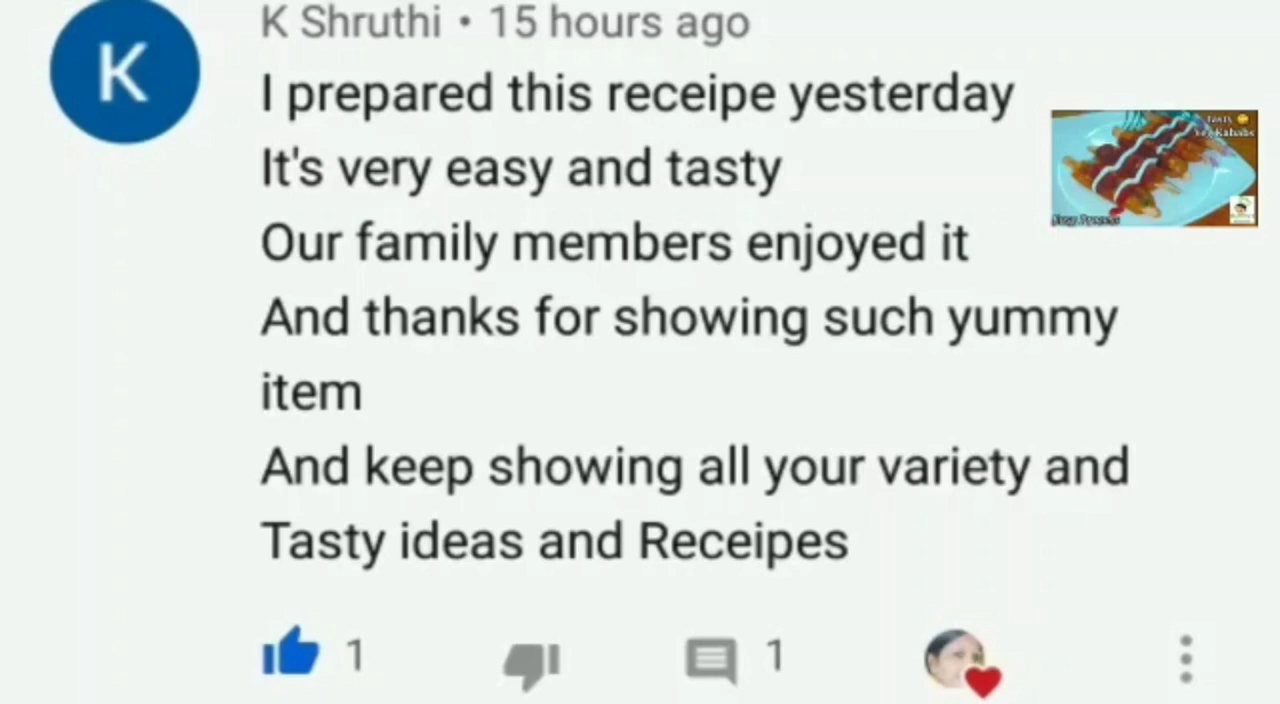 K Shruthi • 15 hours ago
K
I prepared this receipe yesterday
It's very easy and tasty
Our family members enjoyed it
And thanks for showing such yummy
item
And keep showing all your variety and
Tasty ideas and Receipes
Tasty
Kababs
1
1